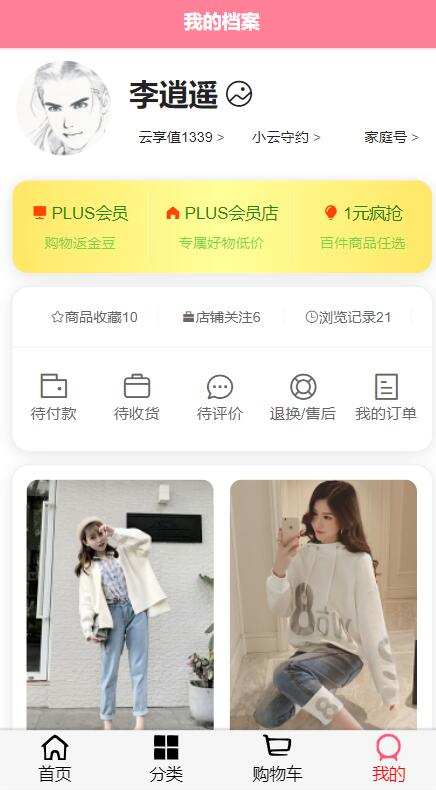 我的档案
李逍遥
云享值1339 > 小云守约 > 家庭号 >
PLUS会员 PLUS会员店 1元疯抢
购物返金豆 专属好物低价 百件商品任选
商品收藏10 店铺关注6 浏览记录21
待付款 待收货 待评价 退换/售后 我的订单
首页 分类 购物车 我的